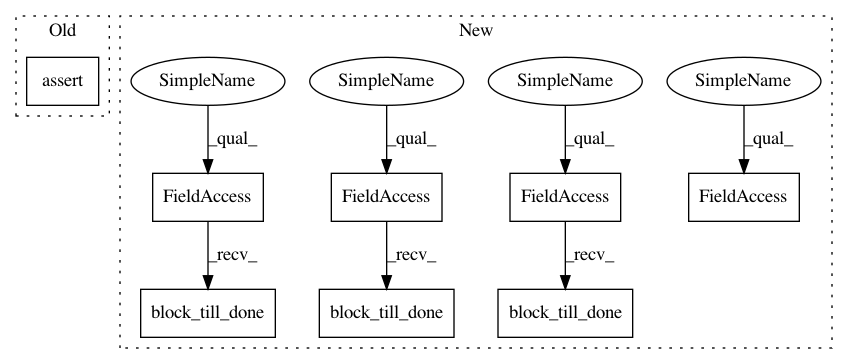 Old
New
assert
SimpleName
SimpleName
SimpleName
SimpleName
_qual_
_qual_
_qual_
_qual_
FieldAccess
FieldAccess
FieldAccess
FieldAccess
_recv_
_recv_
_recv_
block_till_done
block_till_done
block_till_done